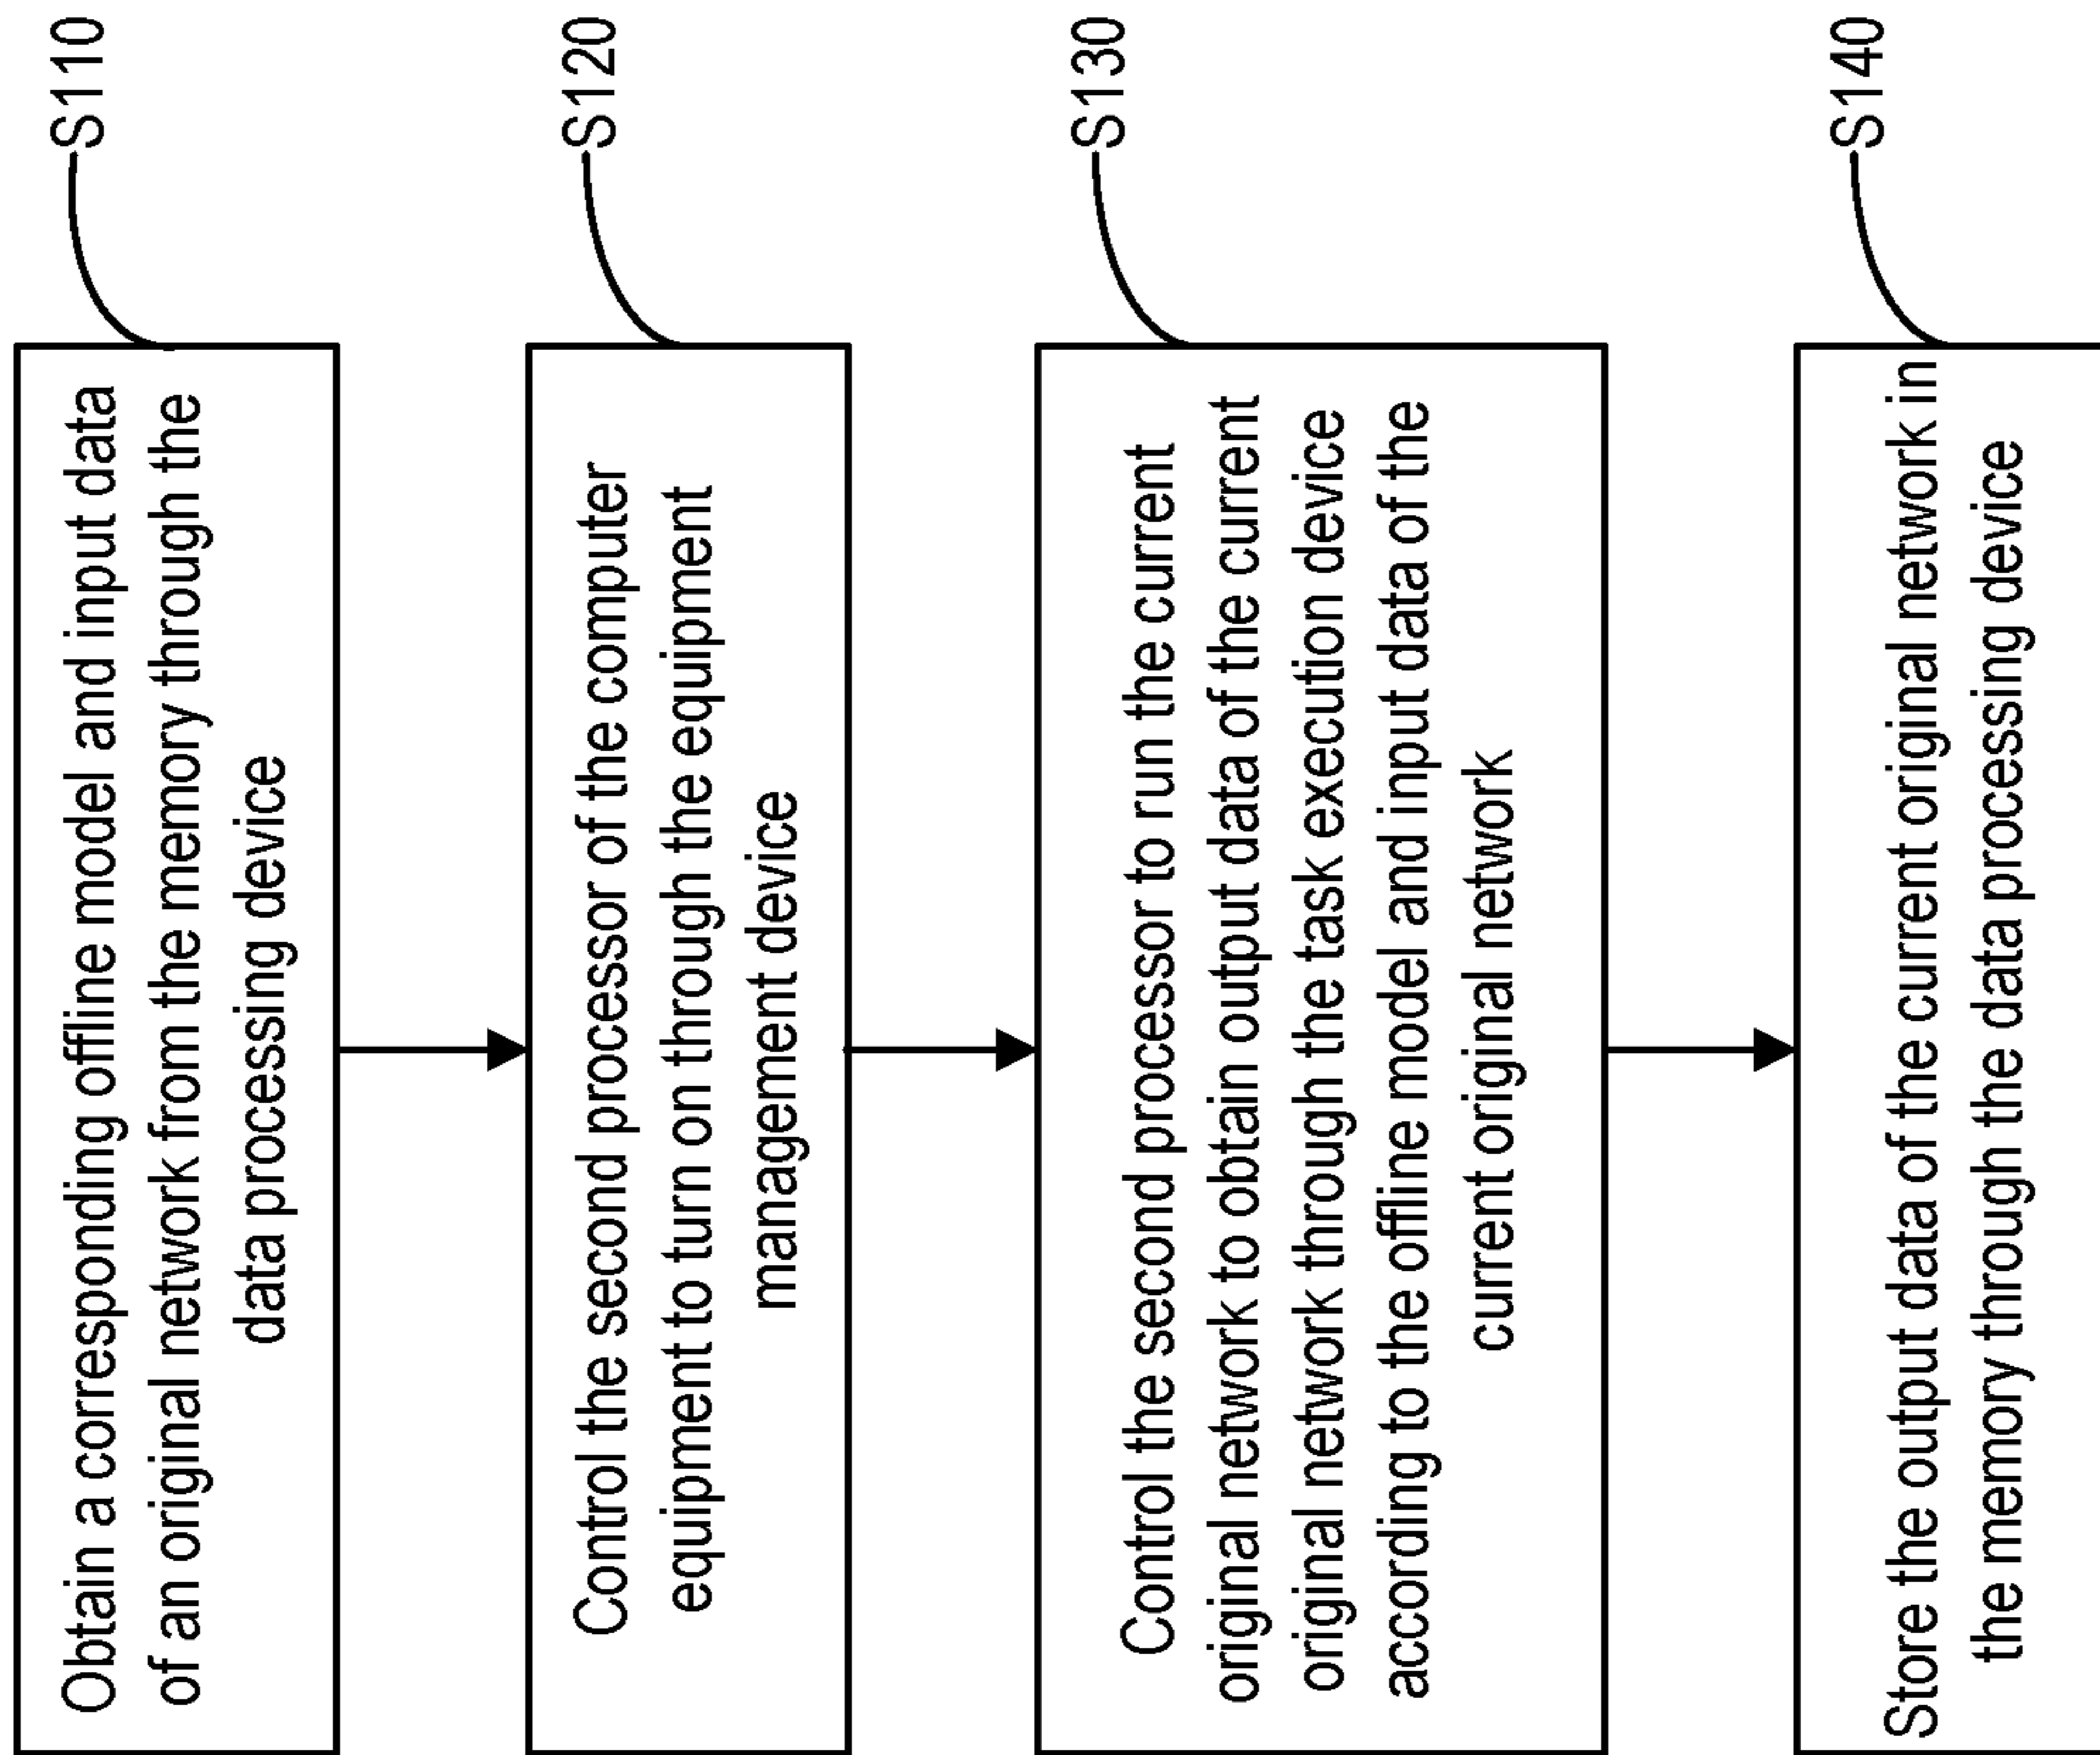 S110
Obtain a corresponding offline model and input data
of an original network from the memory through the
data processing device
S120
Control the second processor of the computer
equipment to turn on through the equipment
management device
S130
Control the second processor to run the current
original network to obtain output data of the current
original network through the task execution device
according to the offline model and input data of the
current original network
S140
Store the output data of the current original network in
the memory through the data processing device